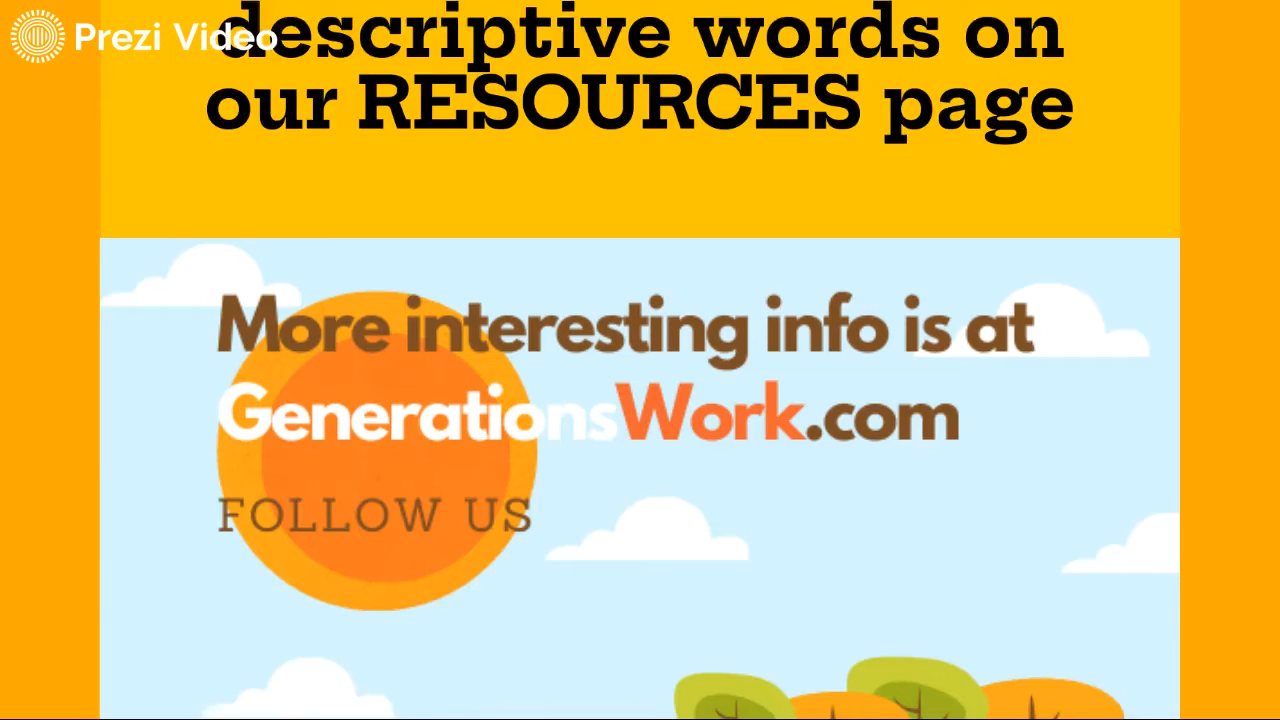 Prezi Video
descriptive words on
our RESOURCES page
More interesting info is at
GenerationsWork.com
FOLLOW US